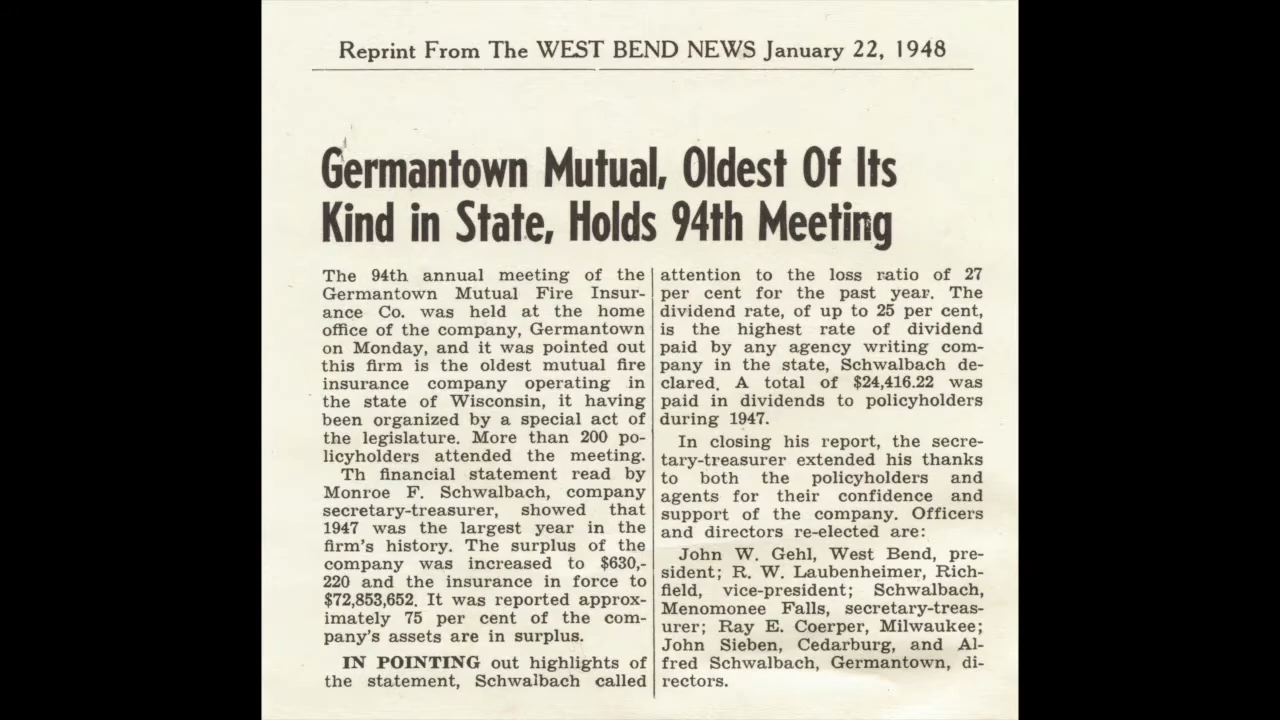 Reprint From The WEST BEND NEWS January 22, 1948
Germantown Mutual, Oldest Of Its
Kind in State, Holds 94th Meeting
The 94th annual meeting of the
Germantown Mutual Fire Insur-
ance Co. was held at the home
office of the company, Germantown
on Monday, and it was pointed out
this firm is the oldest mutual fire
insurance company operating in
the state of Wisconsin, it having
been organized by a special act of
the legislature. More than 200 po-
licyholders attended the meeting.
Th financial statement read by
Monroe F. Schwalbach, company
secretary-treasurer, showed that
1947 was the largest year in the
firm's history. The surplus of the
company was increased to $630,-
220 and the insurance in force to
$72,853,652. It was reported approx-
imately 75 per cent of the com-
pany's assets are in surplus.
IN POINTING out highlights of
the statement, Schwalbach called
attention to the loss ratio of 27
per cent for the past year. The
dividend rate, of up to 25 per cent,
is the highest rate of dividend
paid by any agency writing com-
pany in the state, Schwalbach de-
clared. A total of $24,416.22 was
paid in dividends to policyholders
during 1947.
In closing his report, the secre-
tary-treasurer extended his thanks
to both the policyholders and
agents for their confidence and
support of the company. Officers
and directors re-elected are:
John W. Gehl, West Bend, pre-
sident; R. W. Laubenheimer, Rich-
field, vice-president; Schwalbach,
Menomonee Falls, secretary-treas-
urer; Ray E. Coerper, Milwaukee;
John Sieben, Cedarburg, and Al-
fred Schwalbach, Germantown, di-
rectors.